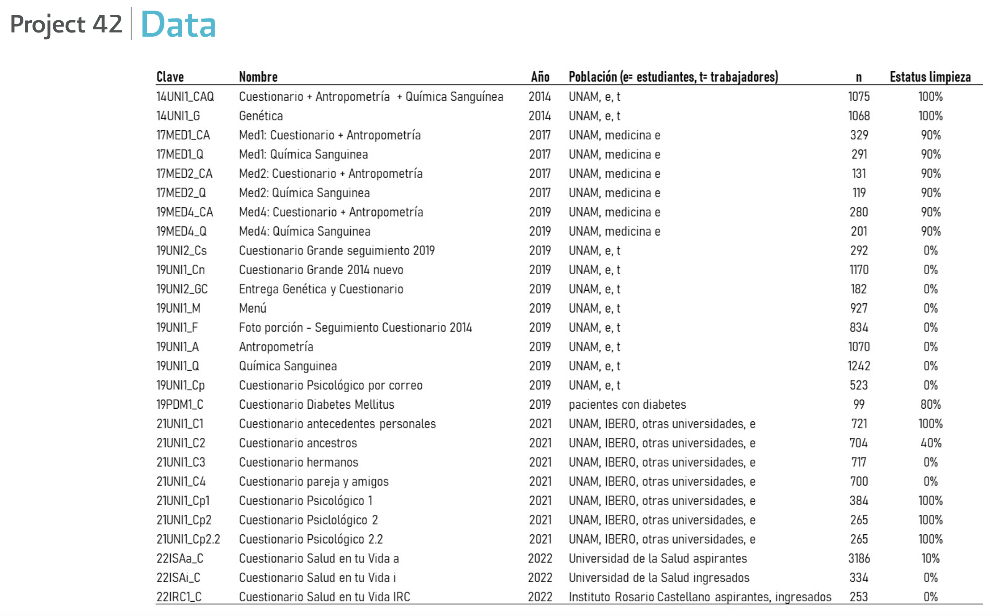 Project 42 | Data
Clave Nombre Año Población (e= estudiantes, t= trabajadores) n Estatus limpieza
14UNI1_CAQ Cuestionario + Antropometría + Química Sanguínea 2014 UNAM, e, t 1075 100%
14UNI1_G Genética 2014 UNAM, e, t 1068 100%
17MED1_CA Med1: Cuestionario + Antropometría 2017 UNAM, medicina e 329 90%
17MED1_Q Med1: Química Sanguinea 2017 UNAM, medicina e 291 90%
17MED2_CA Med2: Cuestionario + Antropometría 2017 UNAM, medicina e 131 90%
17MED2_Q Med2: Química Sanguinea 2017 UNAM, medicina e 119 90%
19MED4_CA Med4: Cuestionario + Antropometría 2019 UNAM, medicina e 280 90%
19MED4_Q Med4: Química Sanguinea 2019 UNAM, medicina e 201 90%
19UNI2_Cs Cuestionario Grande seguimiento 2019 2019 UNAM, e, t 292 0%
19UNI1_Cn Cuestionario Grande 2014 nuevo 2019 UNAM, e, t 1170 0%
19UNI2_GC Entrega Genética y Cuestionario 2019 UNAM, e, t 182 0%
19UNI1_M Menú 2019 UNAM, e, t 927 0%
19UNI1_F Foto porción - Seguimiento Cuestionario 2014 2019 UNAM, e, t 834 0%
19UNI1_A Antropometría 2019 UNAM, e, t 1070 0%
19UNI1_Q Química Sanguinea 2019 UNAM, e, t 1242 0%
19UNI1_Cp Cuestionario Psicológico por correo 2019 UNAM, e, t 523 0%
19PDM1_C Cuestionario Diabetes Mellitus 2019 pacientes con diabetes 99 80%
21UNI1_C1 Cuestionario antecedentes personales 2021 UNAM, IBERO, otras universidades, e 721 100%
21UNI1_C2 Cuestionario ancestros 2021 UNAM, IBERO, otras universidades, e 704 40%
21UNI1_C3 Cuestionario hermanos 2021 UNAM, IBERO, otras universidades, e 717 0%
21UNI1_C4 Cuestionario pareja y amigos 2021 UNAM, IBERO, otras universidades, e 700 0%
21UNI1_Cp1 Cuestionario Psicológico 1 2021 UNAM, IBERO, otras universidades, e 384 100%
21UNI1_Cp2 Cuestionario Psiclológico 2 2021 UNAM, IBERO, otras universidades, e 265 100%
21UNI1_Cp2.2 Cuestionario Psicológico 2.2 2021 UNAM, IBERO, otras universidades, e 265 100%
22ISAa_C Cuestionario Salud en tu Vida a 2022 Universidad de la Salud aspirantes 3186 10%
22ISAi_C Cuestionario Salud en tu Vida i 2022 Universidad de la Salud ingresados 334 0%
22IRC1_C Cuestionario Salud en tu Vida IRC 2022 Instituto Rosario Castellano aspirantes, ingresados 253 0%